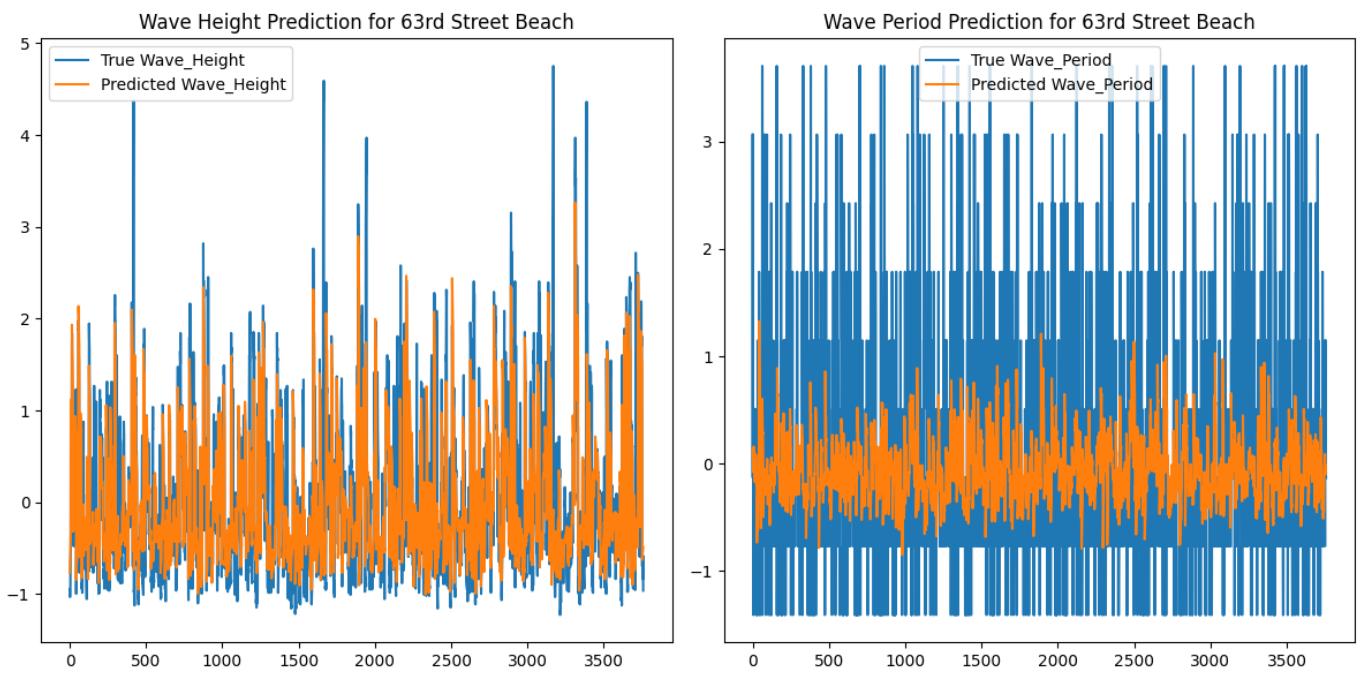 Wave Height Prediction for 63rd Street Beach
True Wave_Height
Predicted Wave_Height
5
4
3
2
1
0
−1
0 500 1000 1500 2000 2500 3000 3500
Wave Period Prediction for 63rd Street Beach
True Wave_Period
Predicted Wave_Period
3
2
1
0
−1
0 500 1000 1500 2000 2500 3000 3500